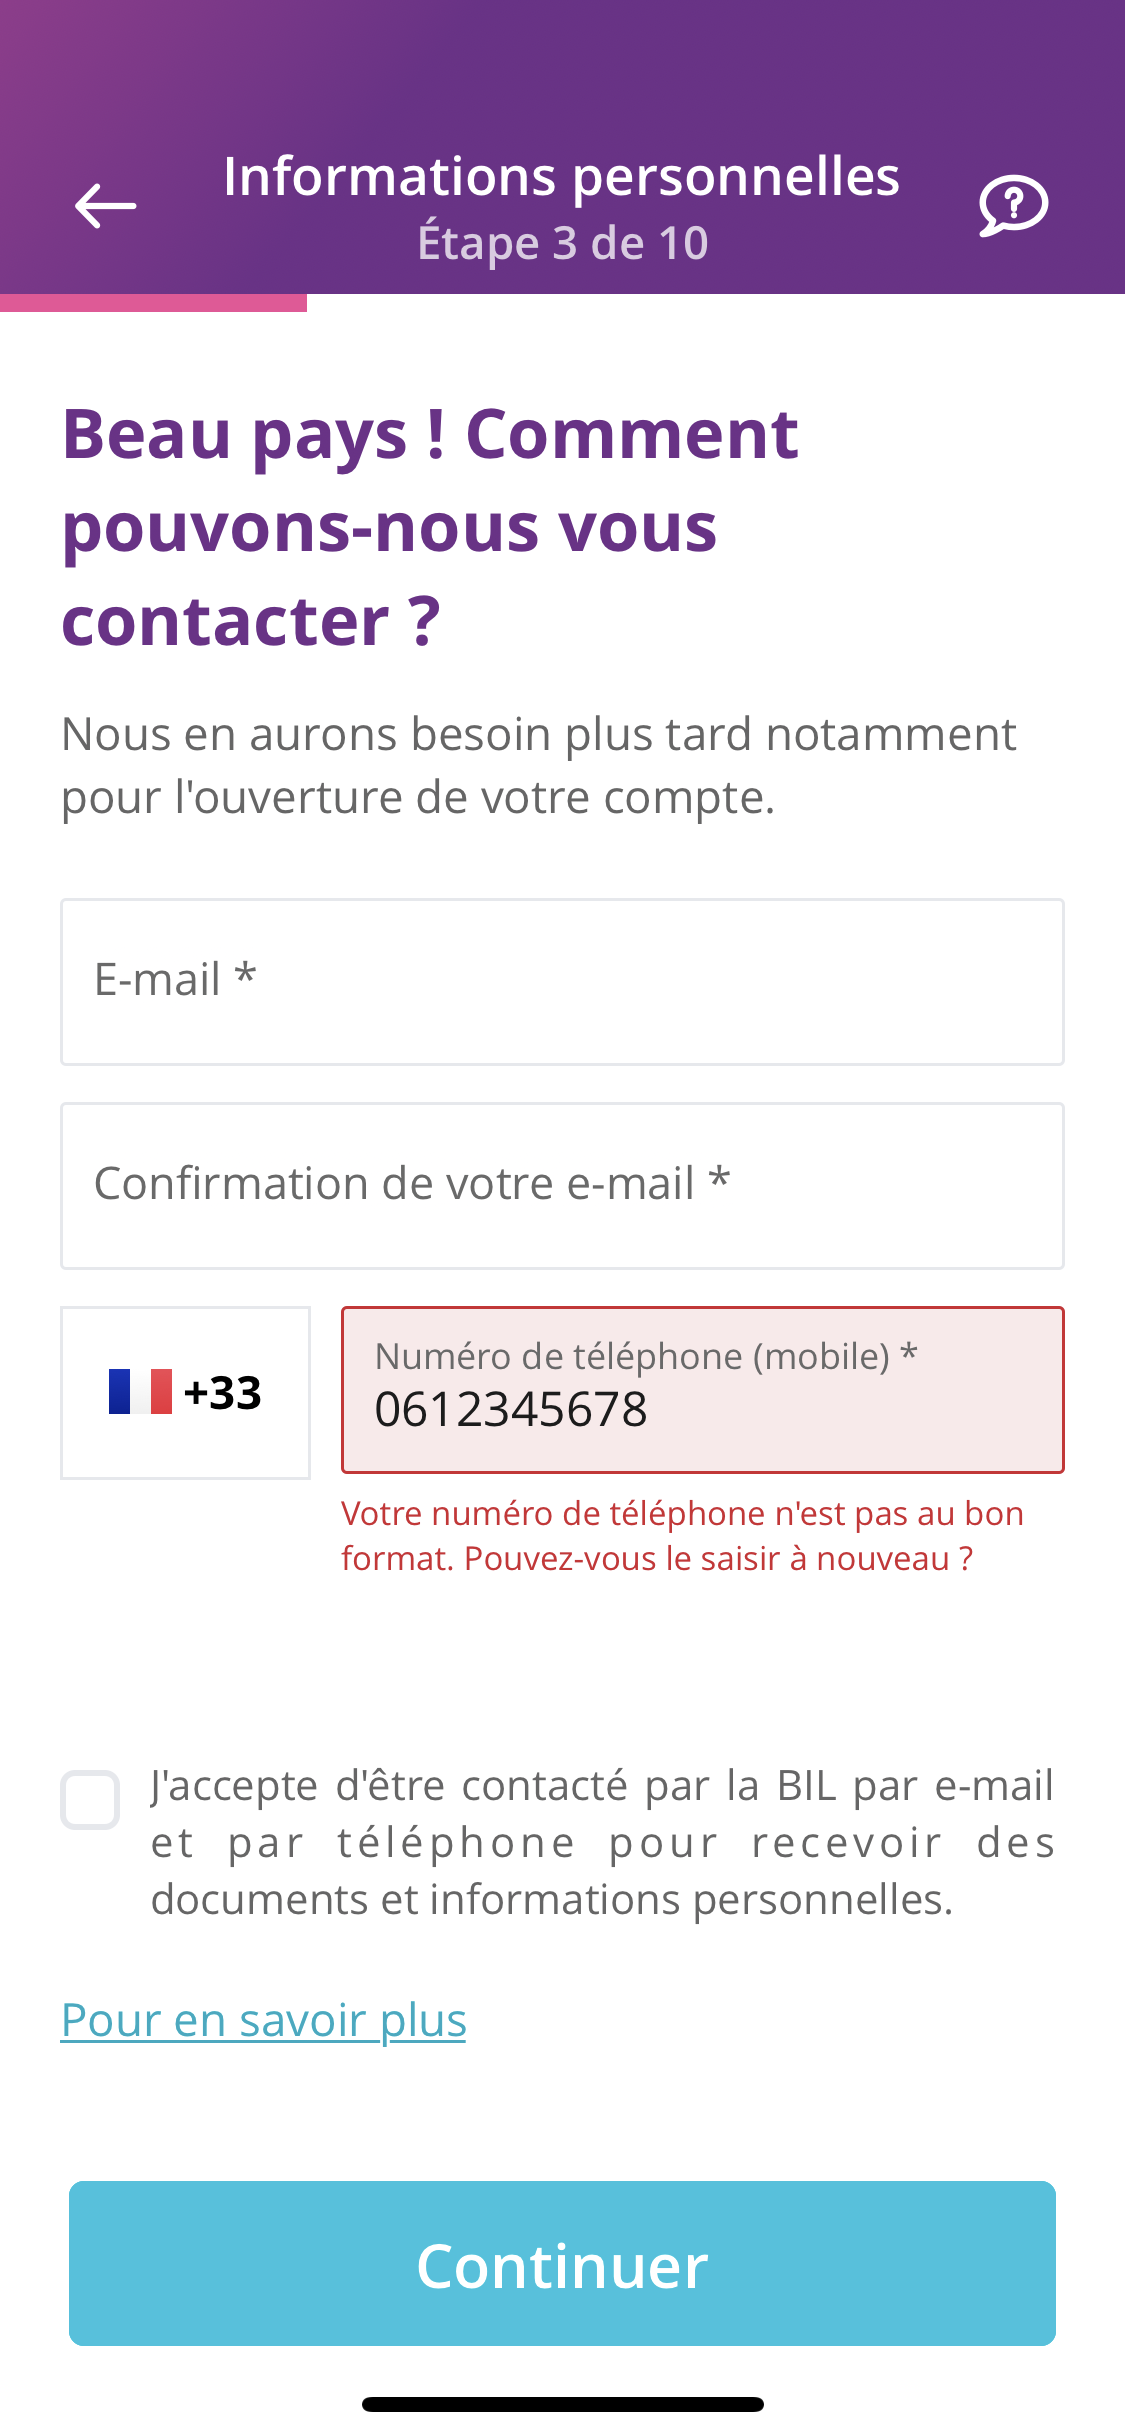 Informations personnelles
Étape 3 de 10
Beau pays ! Comment
pouvons-nous vous
contacter ?
Nous en aurons besoin plus tard notamment
pour l'ouverture de votre compte.
E-mail *
Confirmation de votre e-mail *
+33
Numéro de téléphone (mobile) *
0612345678
Votre numéro de téléphone n'est pas au bon
format. Pouvez-vous le saisir à nouveau ?
J'accepte d'être contacté par la BIL par e-mail
et par téléphone pour recevoir des
documents et informations personnelles.
Pour en savoir plus
Continuer